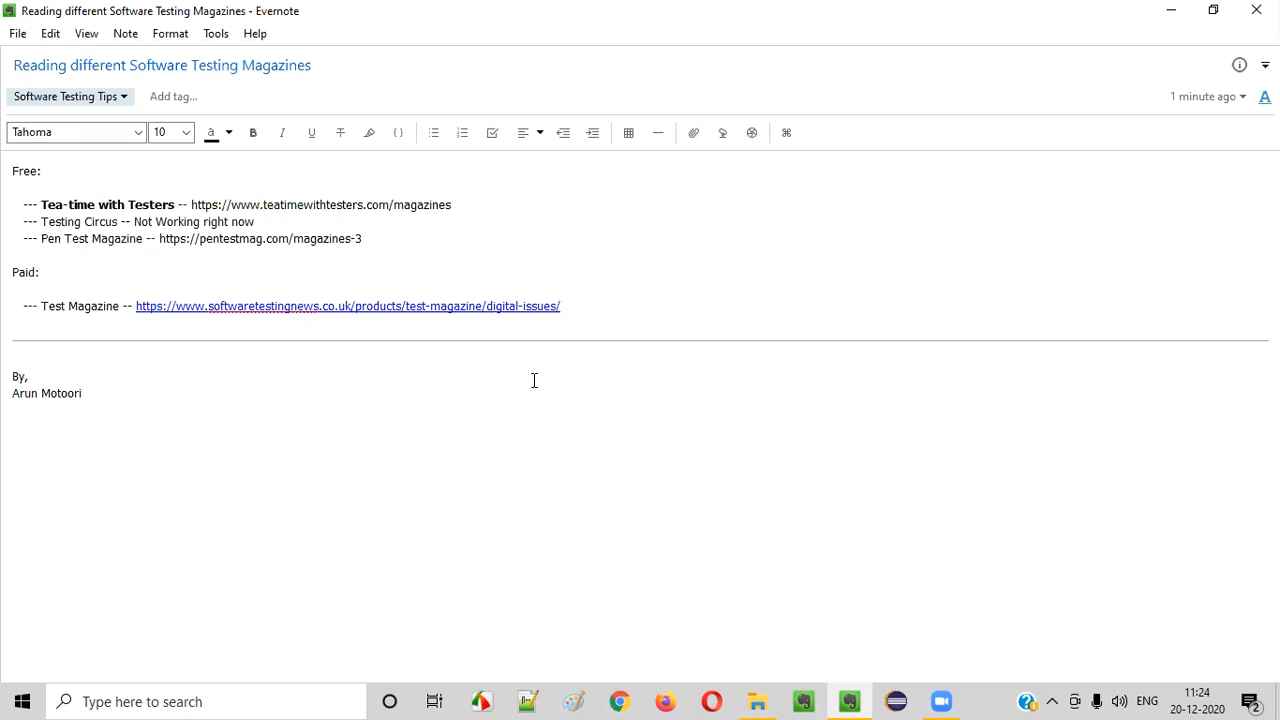 Reading different Software Testing Magazines - Evernote
File Edit View Note Format Tools Help
Reading different Software Testing Magazines
Software Testing Tips Add tag... 1 minute ago
Tahoma 10
Free:
--- Tea-time with Testers -- https://www.teatimewithtesters.com/magazines
--- Testing Circus -- Not Working right now
--- Pen Test Magazine -- https://pentestmag.com/magazines-3
Paid:
--- Test Magazine -- https://www.softwaretestingnews.co.uk/products/test-magazine/digital-issues/
By,
Arun Motoori
Type here to search
ENG
11:24
20-12-2020
2